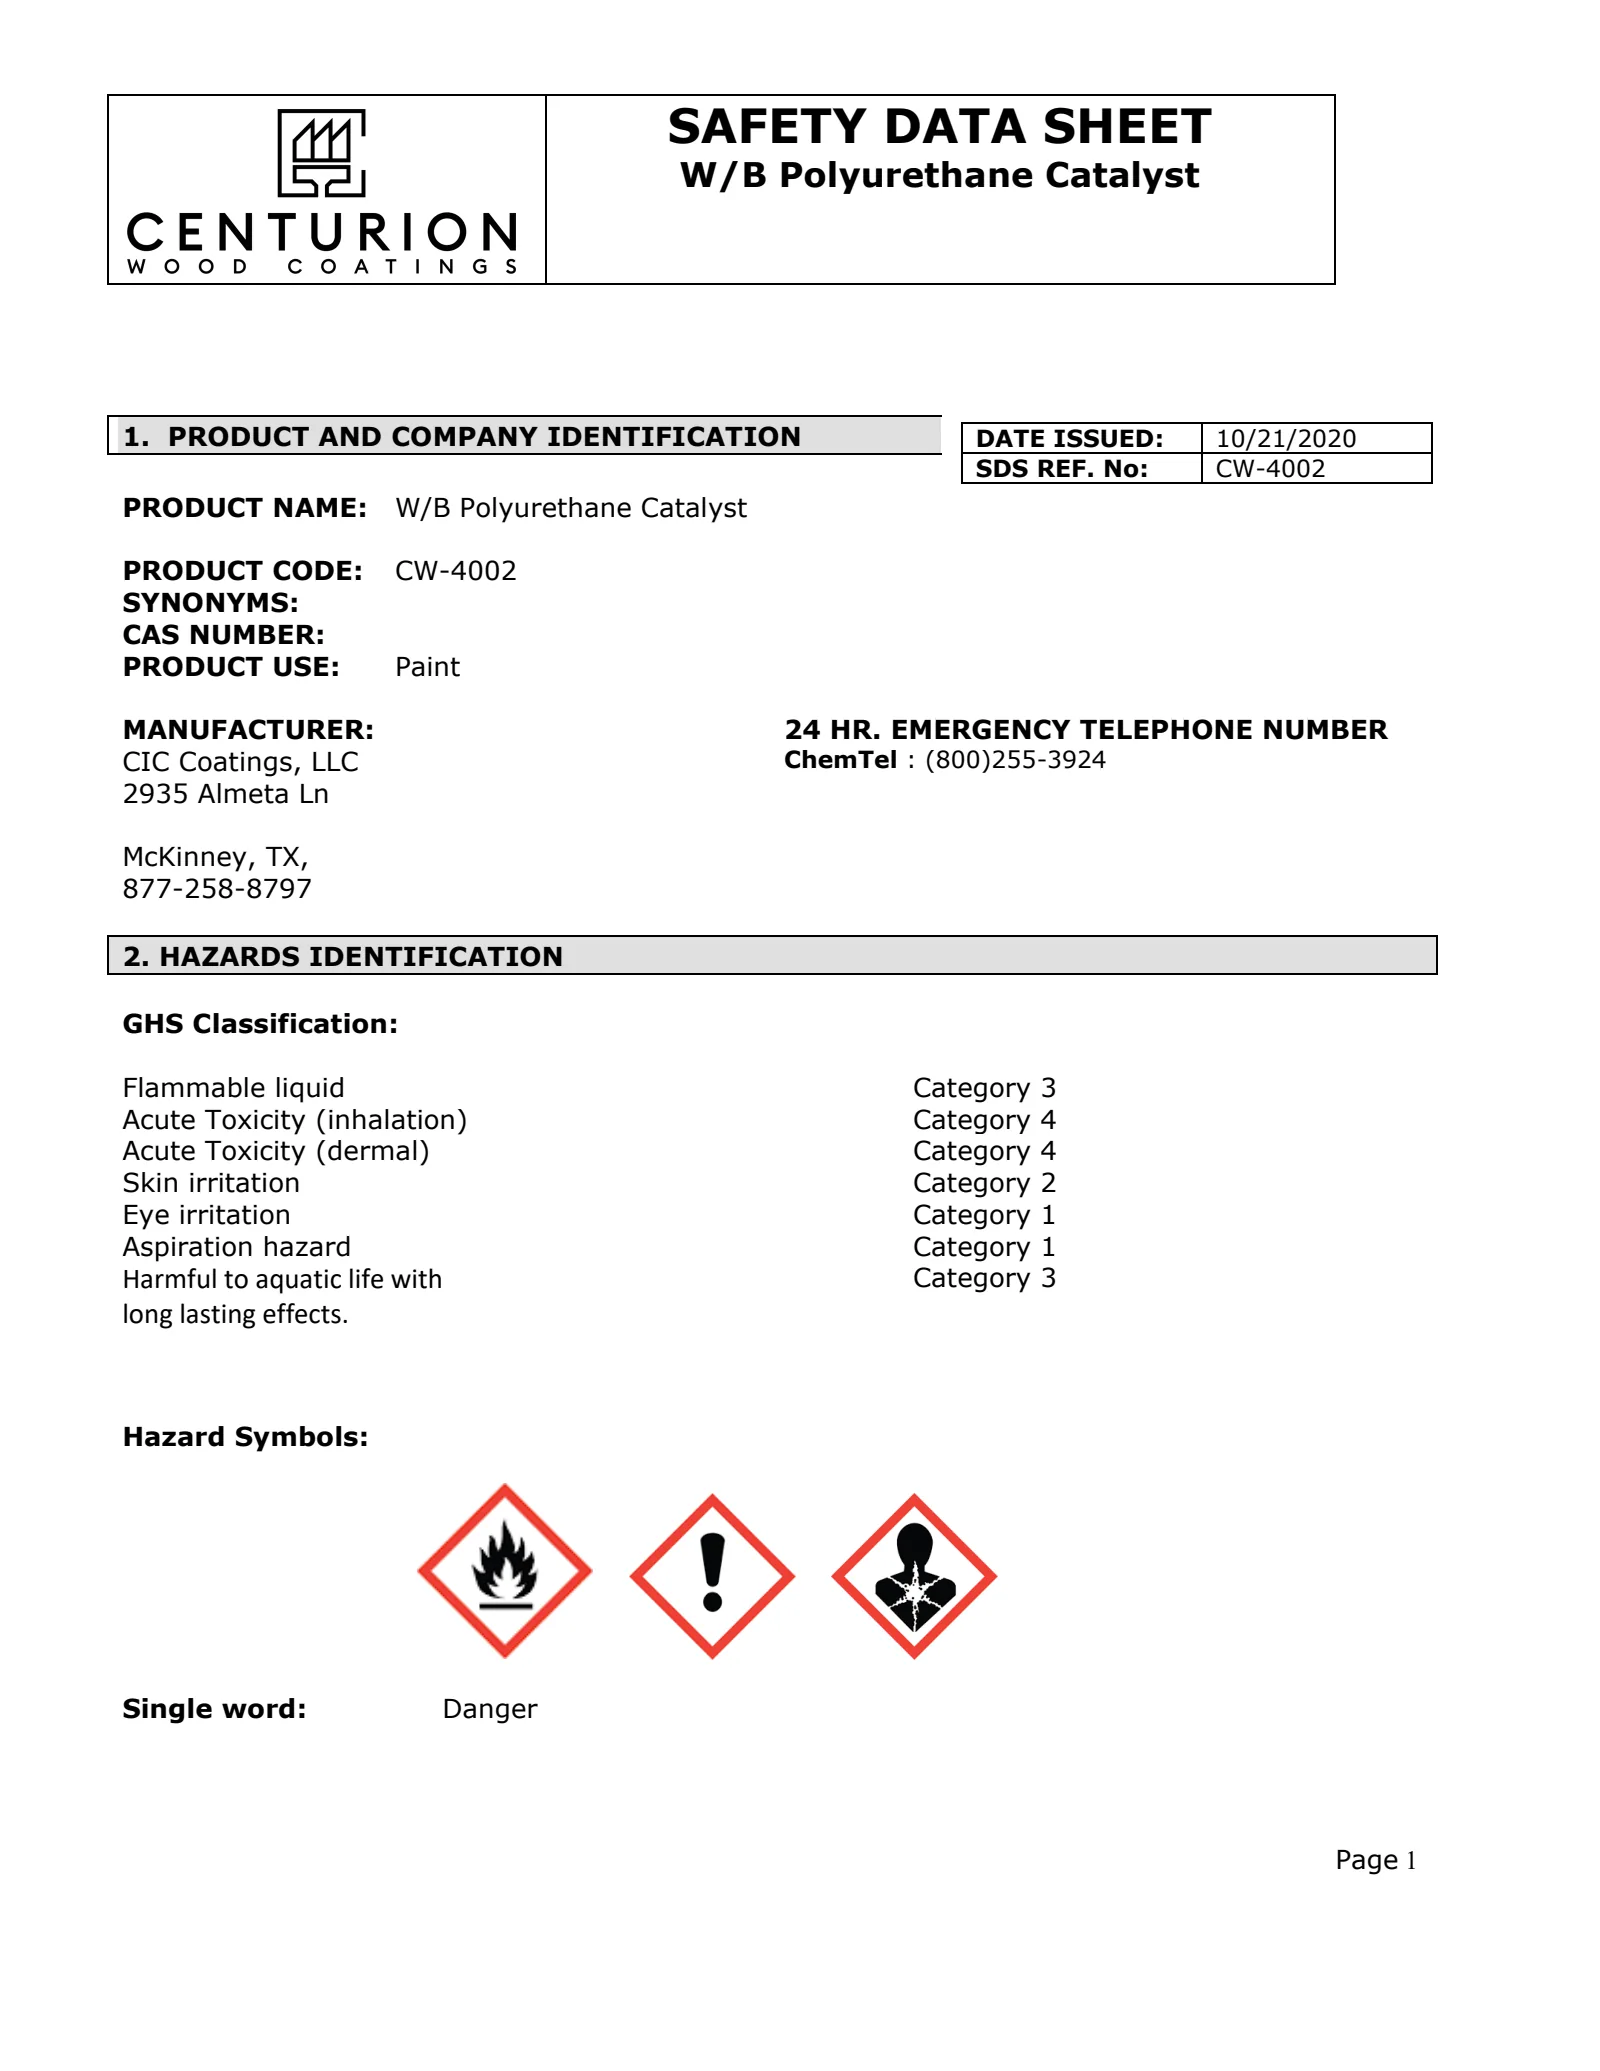 CENTURION
WOOD COATINGS
SAFETY DATA SHEET
W/B Polyurethane Catalyst
1. PRODUCT AND COMPANY IDENTIFICATION
DATE ISSUED: 10/21/2020
SDS REF. No: CW-4002
PRODUCT NAME: W/B Polyurethane Catalyst
PRODUCT CODE: CW-4002
SYNONYMS:
CAS NUMBER:
PRODUCT USE: Paint
MANUFACTURER:
CIC Coatings, LLC
2935 Almeta Ln
McKinney, TX,
877-258-8797
24 HR. EMERGENCY TELEPHONE NUMBER
ChemTel : (800)255-3924
2. HAZARDS IDENTIFICATION
GHS Classification:
Flammable liquid Category 3
Acute Toxicity (inhalation) Category 4
Acute Toxicity (dermal) Category 4
Skin irritation Category 2
Eye irritation Category 1
Aspiration hazard Category 1
Harmful to aquatic life with Category 3
long lasting effects.
Hazard Symbols:
Single word: Danger
Page 1